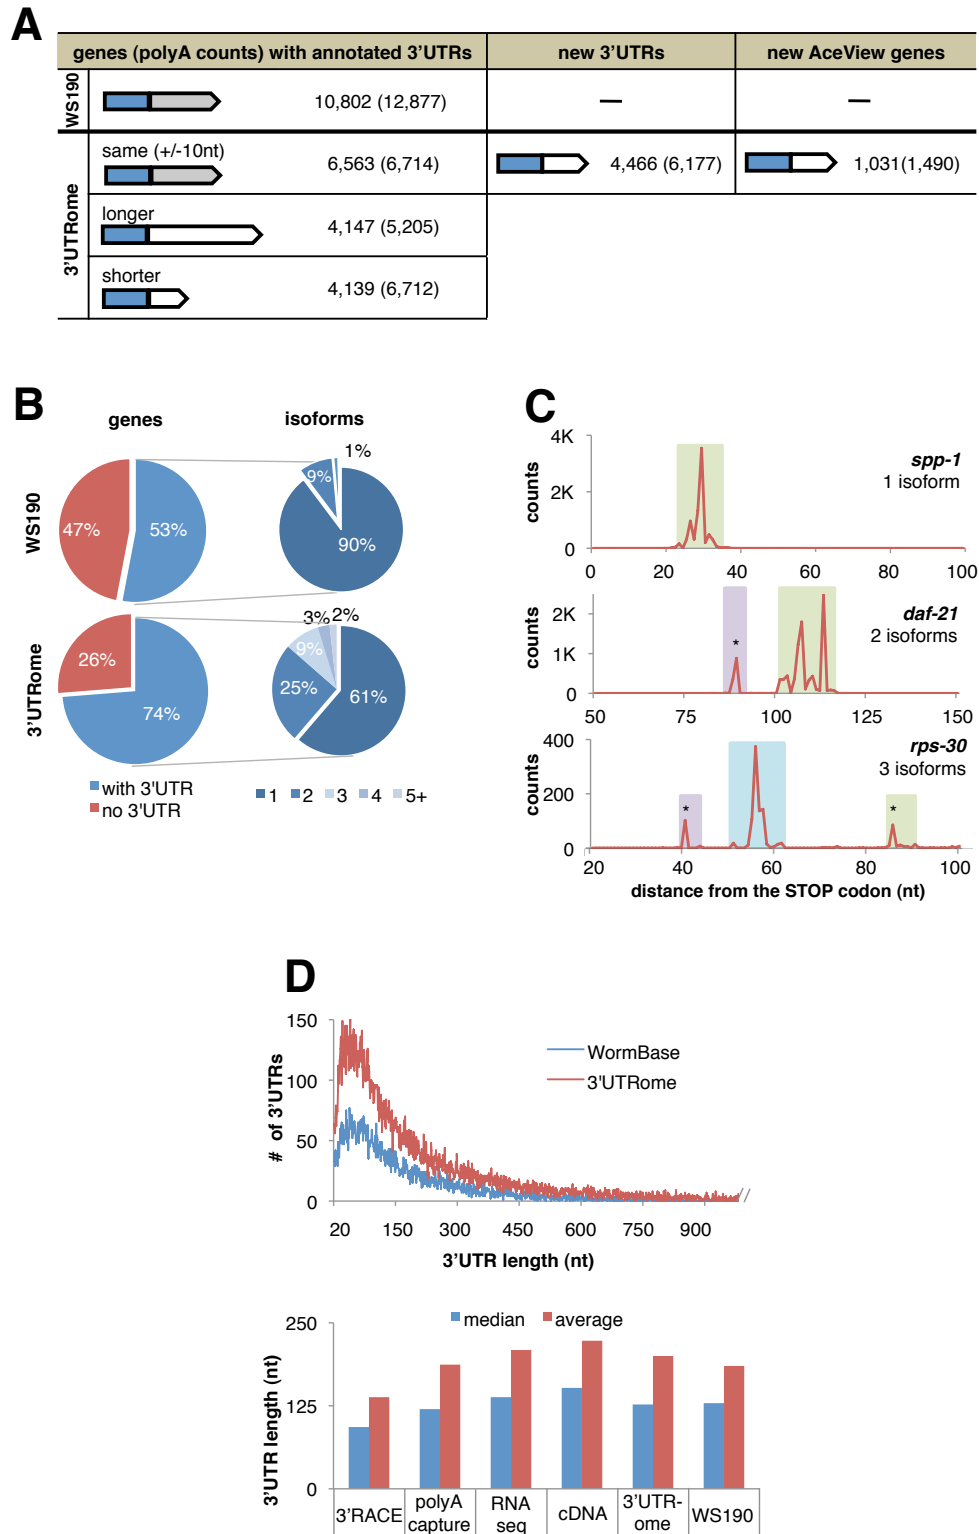 A
genes (polyA counts) with annotated 3'UTRs
new 3'UTRs
new AceView genes
WS190
10,802 (12,877)
—
—
3'UTRome
same (+/-10nt)
6,563 (6,714)
4,466 (6,177)
1,031(1,490)
longer
4,147 (5,205)
shorter
4,139 (6,712)
B
genes
isoforms
WS190
47%
53%
1%
9%
90%
3'UTRome
26%
74%
3%
2%
9%
25%
61%
with 3'UTR
no 3'UTR
1
2
3
4
5+
C
counts
4K
2K
0
spp-1
1 isoform
0
20
40
60
80
100
counts
2K
1K
0
*
daf-21
2 isoforms
50
75
100
125
150
counts
400
200
0
*
*
rps-30
3 isoforms
20
40
60
80
100
distance from the STOP codon (nt)
D
# of 3'UTRs
150
100
50
0
WormBase
3'UTRome
20
150
300
450
600
750
900
3'UTR length (nt)
median
average
3'UTR length (nt)
250
125
0
3'RACE
polyA
capture
RNA
seq
cDNA
3'UTR-
ome
WS190